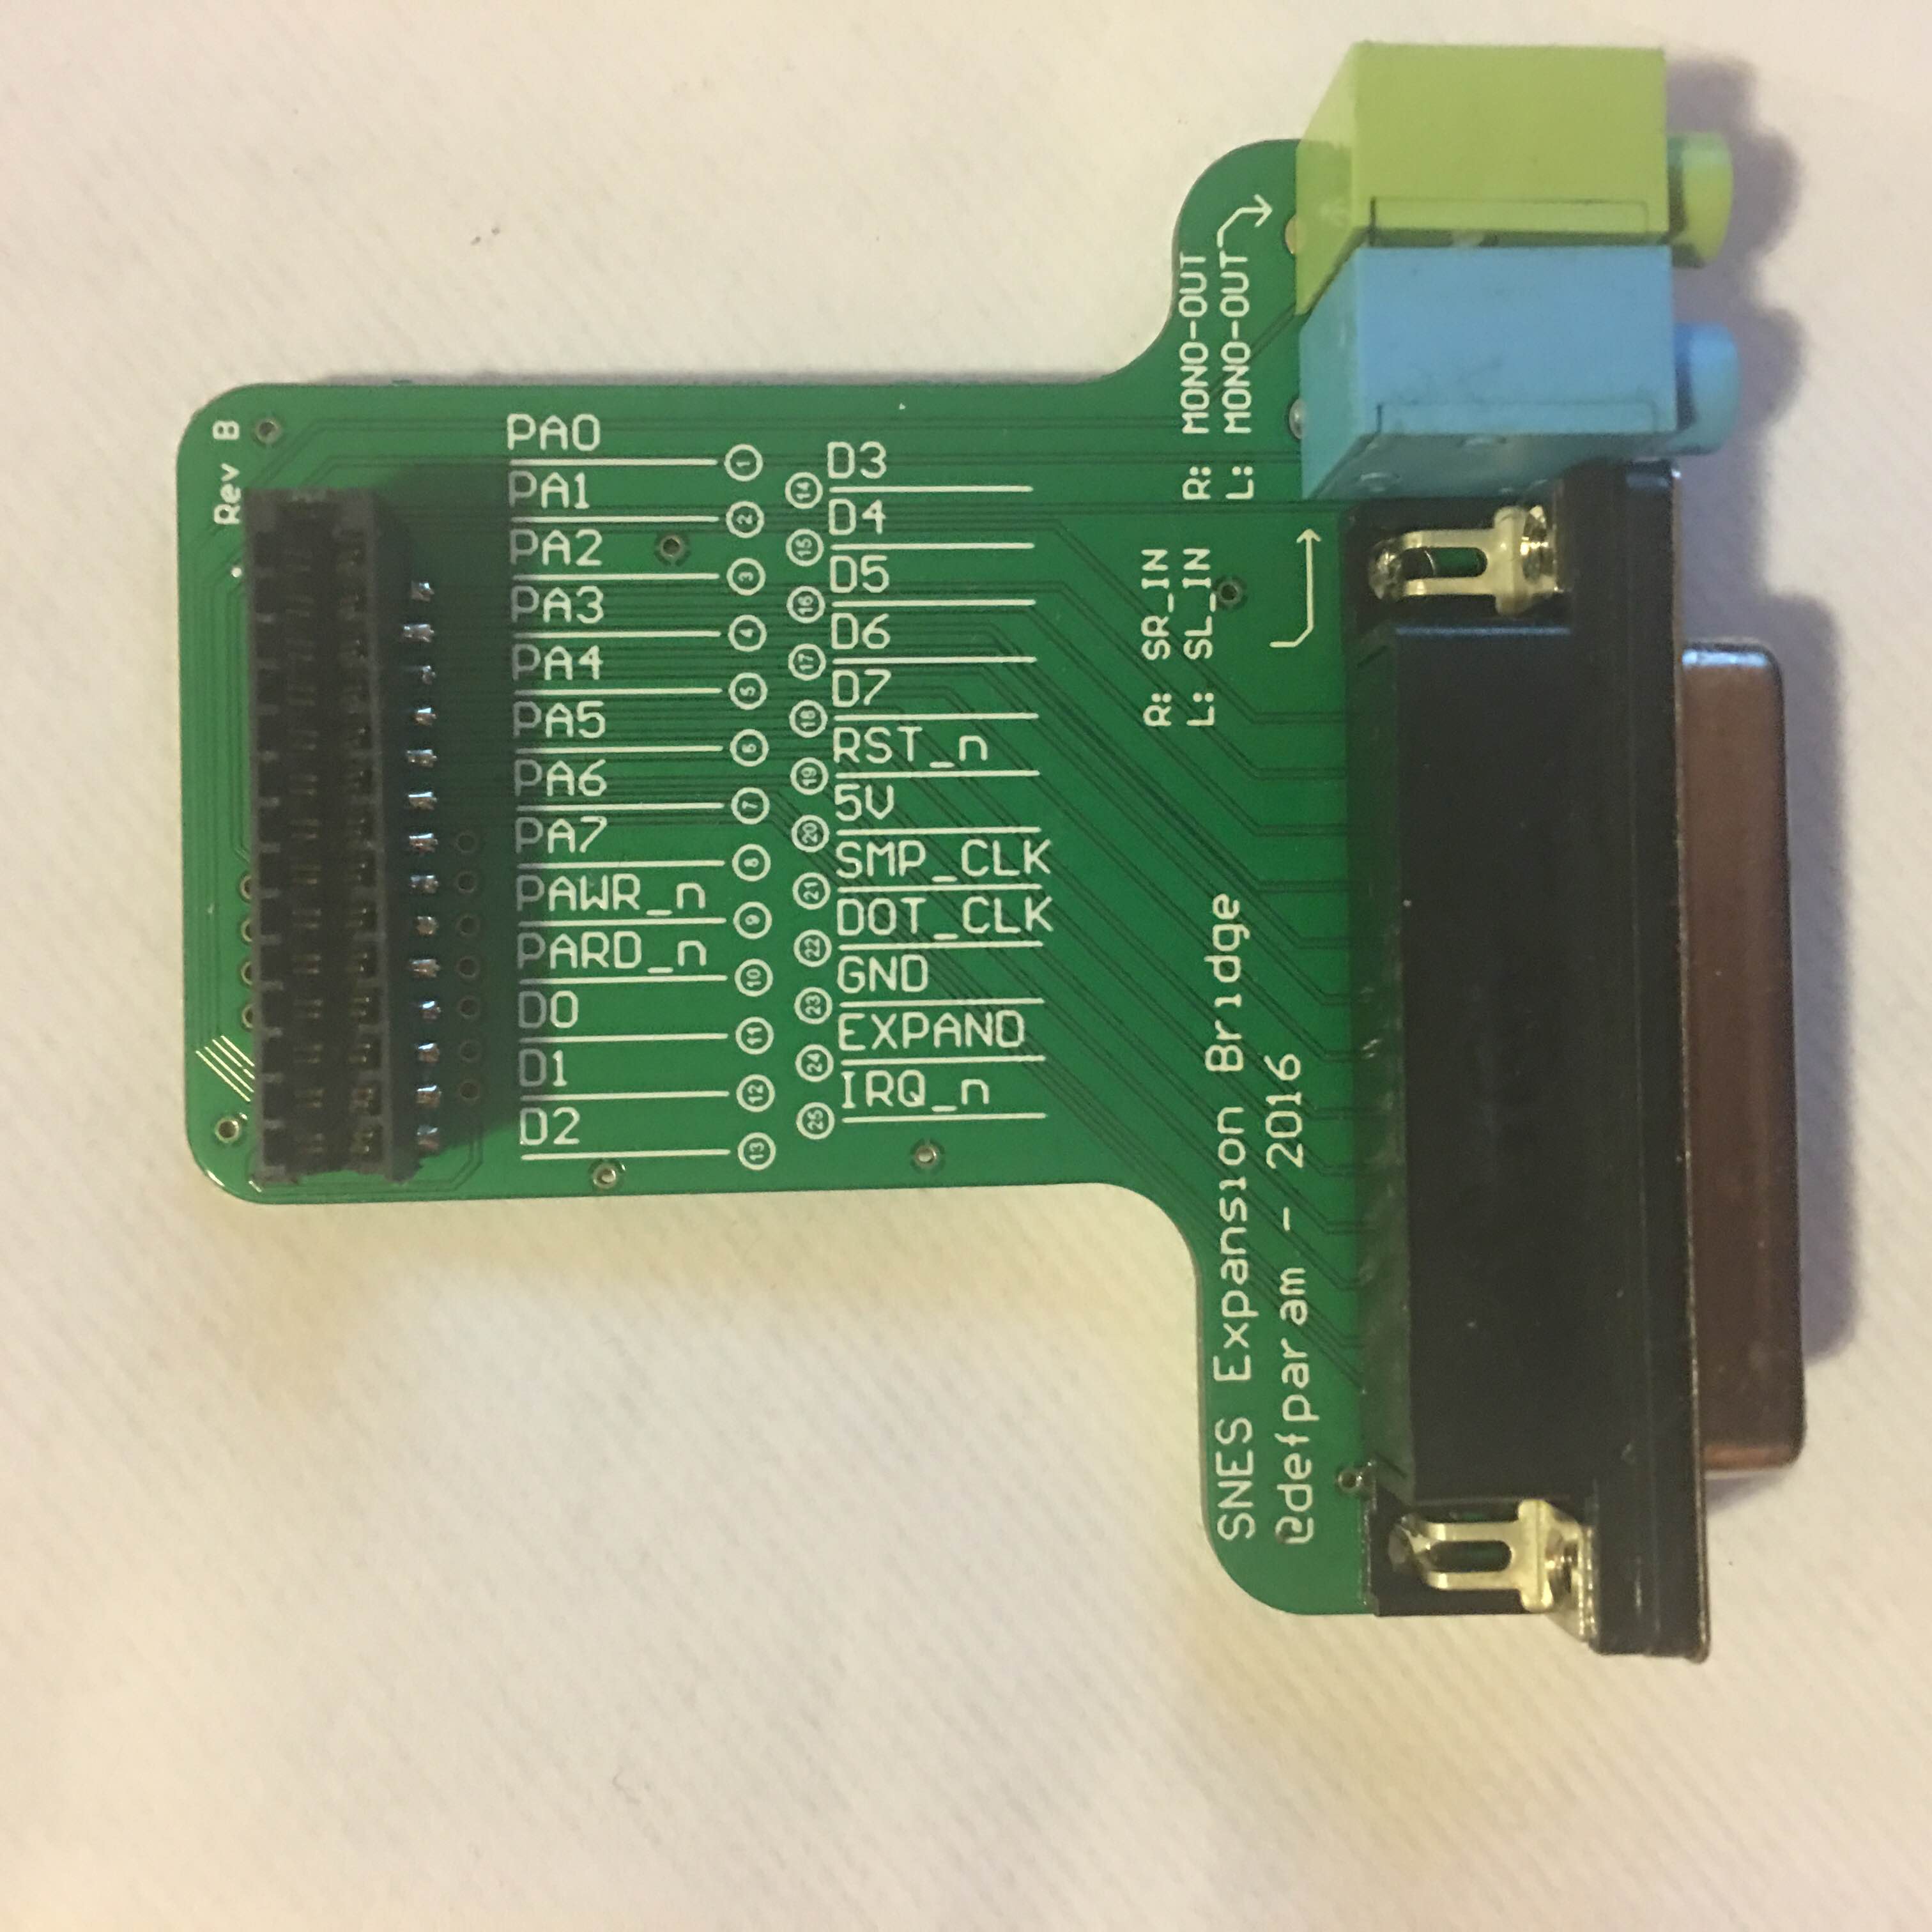 Rev B
D2 D1 D0 PARD_n PAWR_n PA7 PA6 PA5 PA4 PA3 PA2 PA1 PA0
13 12 11 10 9 8 7 6 5 4 3 2 1
25 24 23 22 21 20 19 18 17 16 15 14
IRQ_n EXPAND GND DOT_CLK SMP_CLK 5V RST_n D7 D6 D5 D4 D3
R: SR_IN
L: SL_IN
R: MONO-OUT
L: MONO-OUT
SNES Expansion Bridge
@defparam - 2016